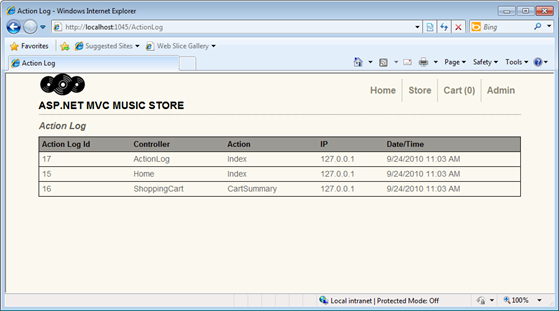 Action Log - Windows Internet Explorer
http://localhost:1045/ActionLog
Bing
Favorites Suggested Sites Web Slice Gallery
Action Log
Page Safety Tools
Home Store Cart (0) Admin
ASP.NET MVC MUSIC STORE
Action Log
Action Log Id Controller Action IP Date/Time
17 ActionLog Index 127.0.0.1 9/24/2010 11:03 AM
15 Home Index 127.0.0.1 9/24/2010 11:03 AM
16 ShoppingCart CartSummary 127.0.0.1 9/24/2010 11:03 AM
Local intranet | Protected Mode: Off 100%